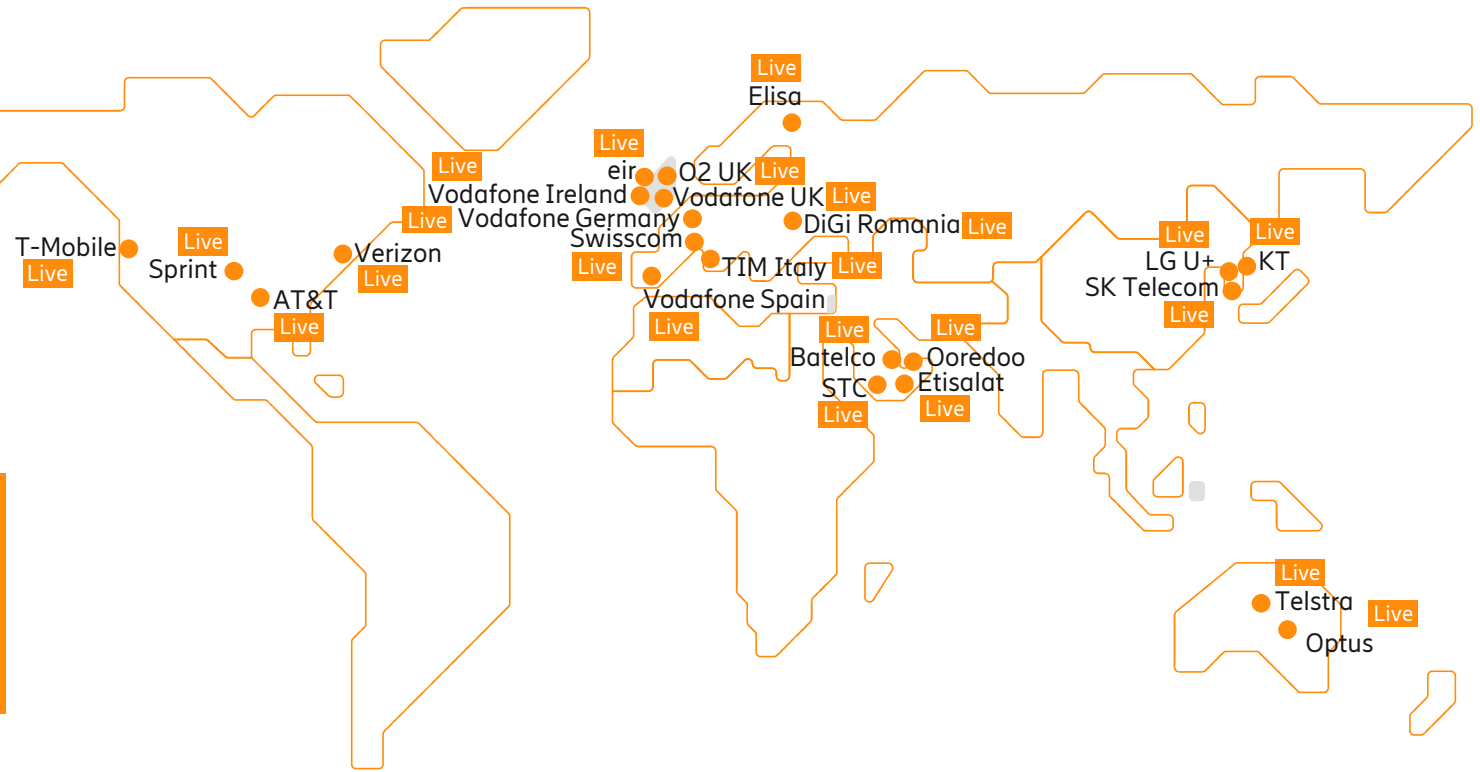 Live
Elisa
Live
eir
O2 UK Live
Live
Vodafone Ireland
Vodafone UK Live
Live
Vodafone Germany
DiGi Romania Live
Swisscom
Live
TIM Italy Live
Vodafone Spain
Live
T-Mobile
Live
Live
Sprint
Verizon
Live
AT&T
Live
Live
LG U+
Live
KT
SK Telecom
Live
Live
Batelco
Live
Ooredoo
STC
Live
Etisalat
Live
Live
Telstra
Live
Optus